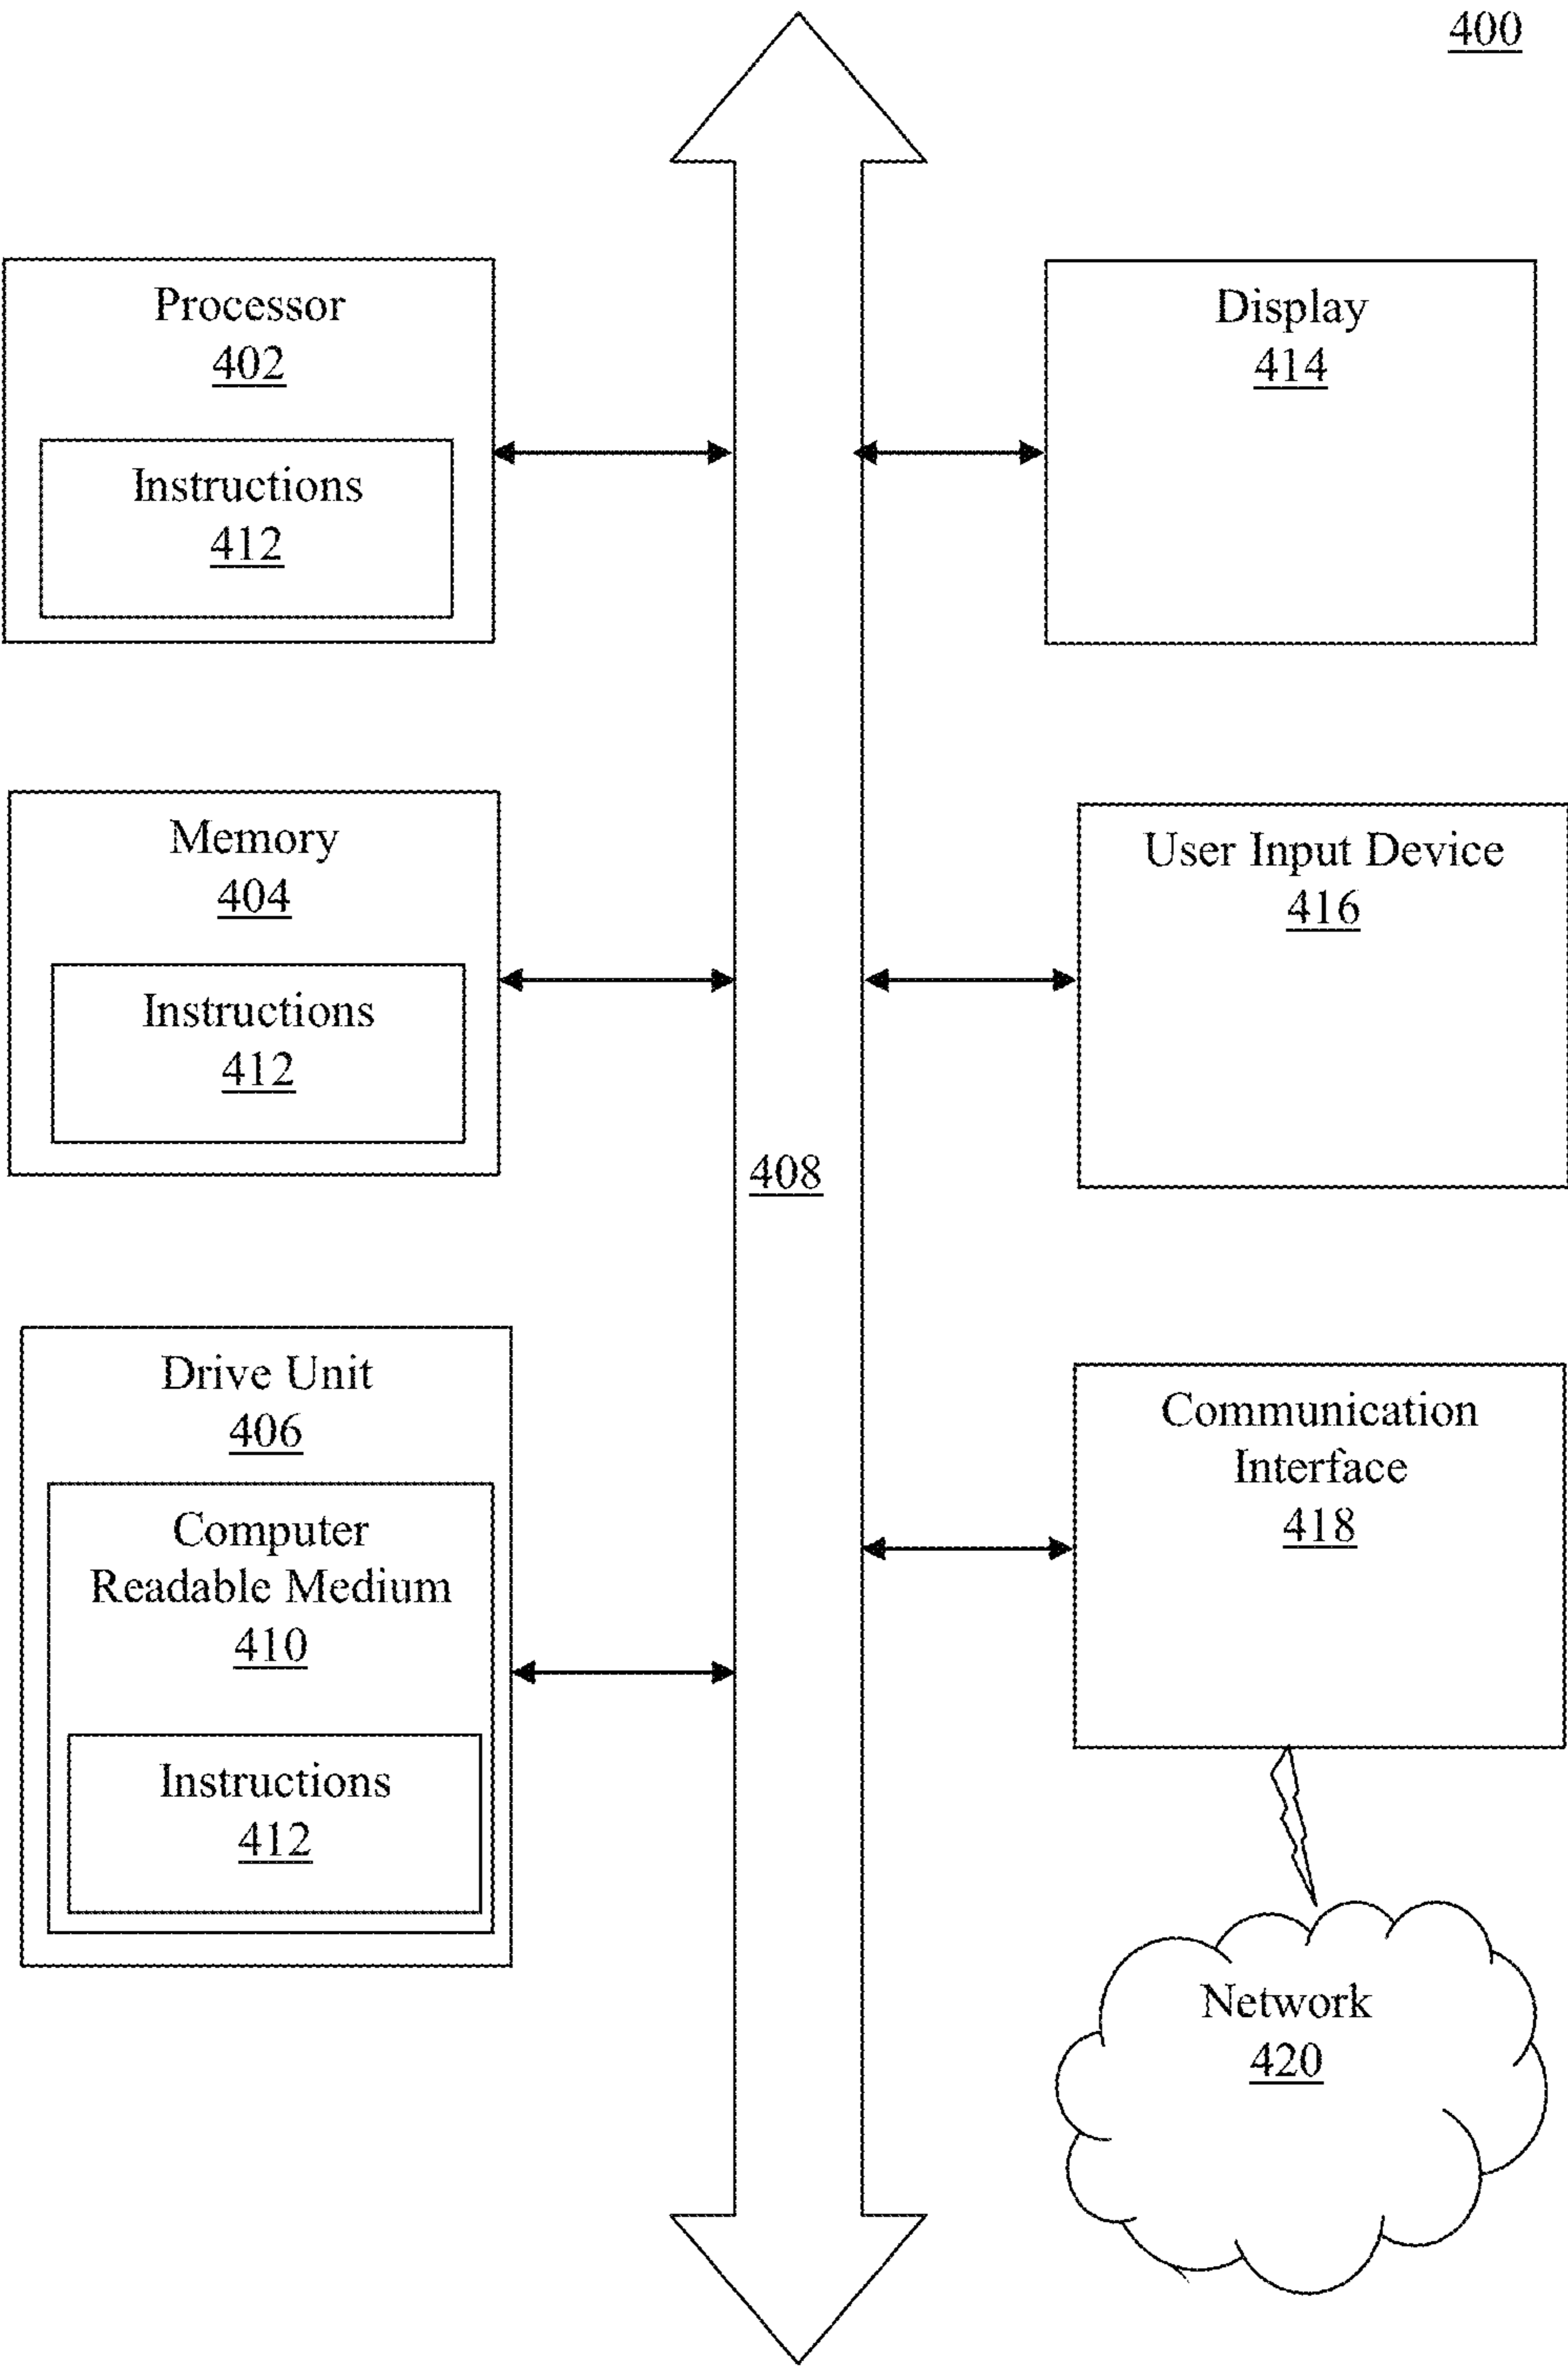 400
Processor
402
Instructions
412
Display
414
Memory
404
Instructions
412
User Input Device
416
408
Drive Unit
406
Computer
Readable Medium
410
Instructions
412
Communication
Interface
418
Network
420